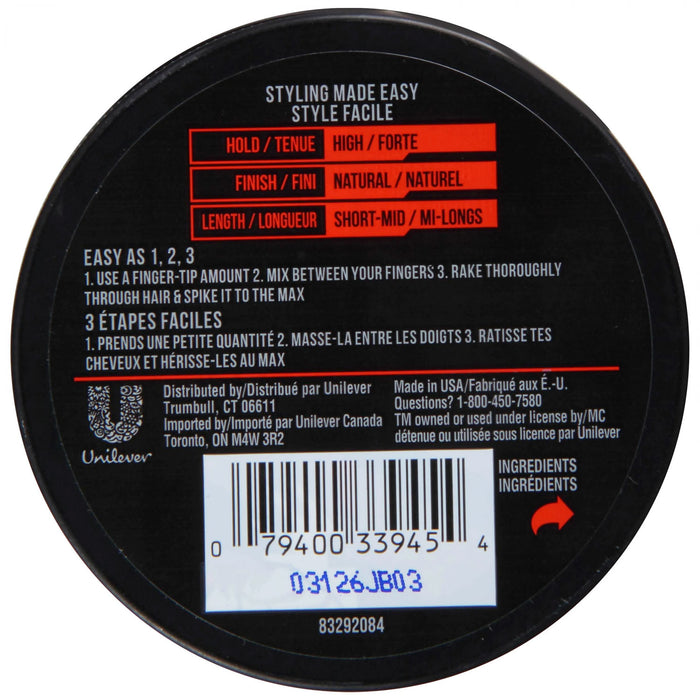 STYLING MADE EASY
STYLE FACILE
HOLD / TENUE HIGH / FORTE
FINISH / FINI NATURAL / NATUREL
LENGTH / LONGUEUR SHORT-MID / MI-LONGS
EASY AS 1, 2, 3
1. USE A FINGER-TIP AMOUNT 2. MIX BETWEEN YOUR FINGERS 3. RAKE THOROUGHLY
THROUGH HAIR & SPIKE IT TO THE MAX
3 ÉTAPES FACILES
1. PRENDS UNE PETITE QUANTITÉ 2. MASSE-LA ENTRE LES DOIGTS 3. RATISSE TES
CHEVEUX ET HÉRISSE-LES AU MAX
Unilever
Distributed by/Distribué par Unilever
Trumbull, CT 06611
Imported by/Importé par Unilever Canada
Toronto, ON M4W 3R2
Made in USA/Fabriqué aux É.-U.
Questions? 1-800-450-7580
TM owned or used under license by/MC
détenue ou utilisée sous licence par Unilever
INGREDIENTS
INGRÉDIENTS
0 79400 33945 4
03126JB03
83292084